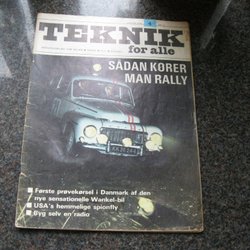 4
TEKNIK
for alle
SÅDAN KØRER
MAN RALLY
Første prøvekørsel i Danmark af den
nye sensationelle Wankel-bil
USA's hemmelige spionfly
Byg selv en radio